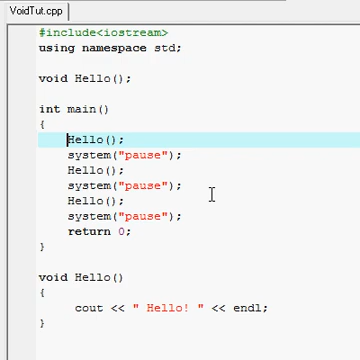 VoidTut.cpp
#include<iostream>
using namespace std;
void Hello();
int main()
{
Hello();
system("pause");
Hello();
system("pause");
Hello();
system("pause");
return 0;
}
void Hello()
{
cout << " Hello! " << endl;
}